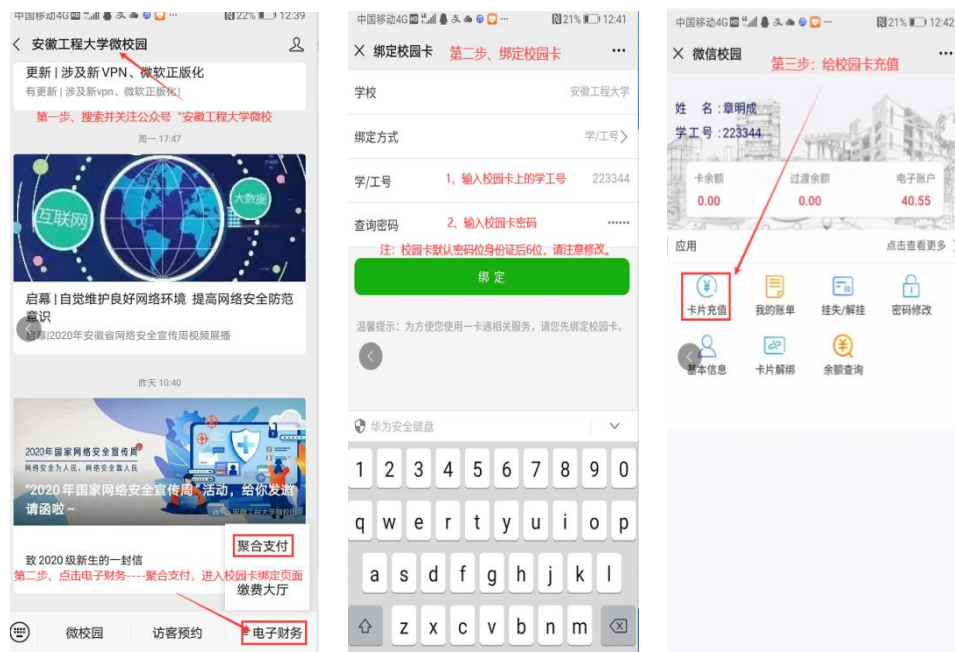 中国移动4G 22% 12:39
安徽工程大学微校园
更新 | 涉及新 VPN、微软正版化
有更新 | 涉及新vpn、微软正版化!
第一步、搜索并关注公众号“安徽工程大学微校
周一 17:47
互联网
大数据
启幕 | 自觉维护良好网络环境 提高网络安全防范
意识
启幕|2020年安徽省网络安全宣传周视频展播
昨天 10:40
2020年国家网络安全宣传周
网络安全为人民,网络安全靠人民
“2020年国家网络安全宣传周”活动,给你发邀
请函啦~
安徽工程大学微校园
致 2020 级新生的一封信
聚合支付
第二步、点击电子财务----聚合支付,进入校园卡绑定页面
缴费大厅
微校园 访客预约 电子财务
中国移动4G 21% 12:41
绑定校园卡 第二步、绑定校园卡
学校 安徽工程大学
绑定方式 学/工号
学/工号 1、输入校园卡上的学工号 223344
查询密码 2、输入校园卡密码 ······
注:校园卡默认密码位身份证后6位,请注意修改。
绑 定
温馨提示:为方便您使用一卡通相关服务,请您先绑定校园卡。
华为安全键盘
1 2 3 4 5 6 7 8 9 0
q w e r t y u i o p
a s d f g h j k l
z x c v b n m
中国移动4G 21% 12:42
微信校园
第三步:给校园卡充值
姓 名:章明成
学工号:223344
卡余额 过渡余额 电子账户
0.00 0.00 40.55
应用 点击查看更多
卡片充值 我的账单 挂失/解挂 密码修改
基本信息 卡片解绑 余额查询